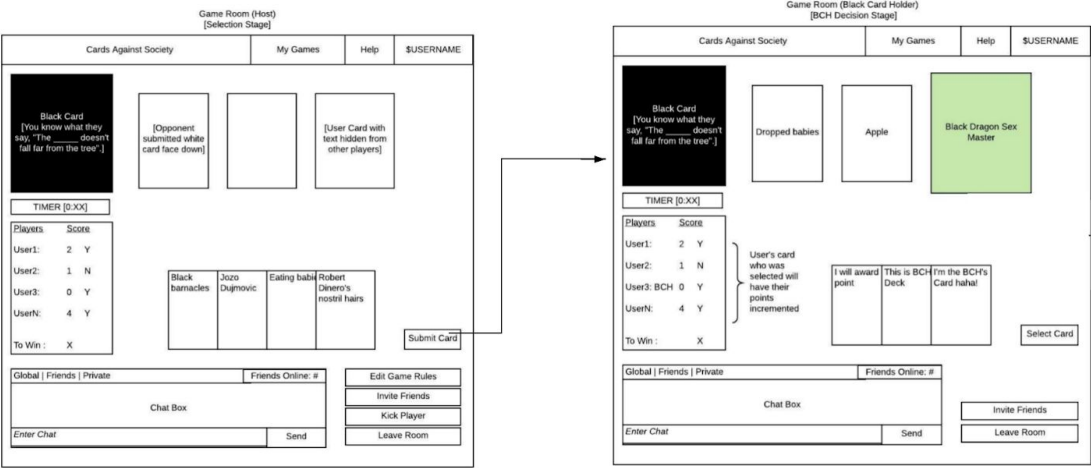 Game Room (Host)
[Selection Stage]
Cards Against Society
My Games
Help
$USERNAME
Black Card
[You know what they
say, "The _____ doesn't
fall far from the tree".]
[Opponent
submitted white
card face down]
[User Card with
text hidden from
other players]
TIMER [0:XX]
Players Score
User1: 2 Y
User2: 1 N
User3: 0 Y
UserN: 4 Y
To Win : X
Black
barnacles
Jozo
Dujmovic
Eating babi
Robert
Dinero's
nostril hairs
Submit Card
Global | Friends | Private
Friends Online: #
Chat Box
Enter Chat
Send
Edit Game Rules
Invite Friends
Kick Player
Leave Room
Game Room (Black Card Holder)
[BCH Decision Stage]
Cards Against Society
My Games
Help
$USERNAME
Black Card
[You know what they
say, "The _____ doesn't
fall far from the tree".]
Dropped babies
Apple
Black Dragon Sex
Master
TIMER [0:XX]
Players Score
User1: 2 Y
User2: 1 N
User3: BCH 0 Y
UserN: 4 Y
To Win : X
User's card
who was
selected will
have their
points
incremented
I will award
point
This is BCH
Deck
I'm the BCH's
Card haha!
Select Card
Global | Friends | Private
Friends Online: #
Chat Box
Enter Chat
Send
Invite Friends
Leave Room